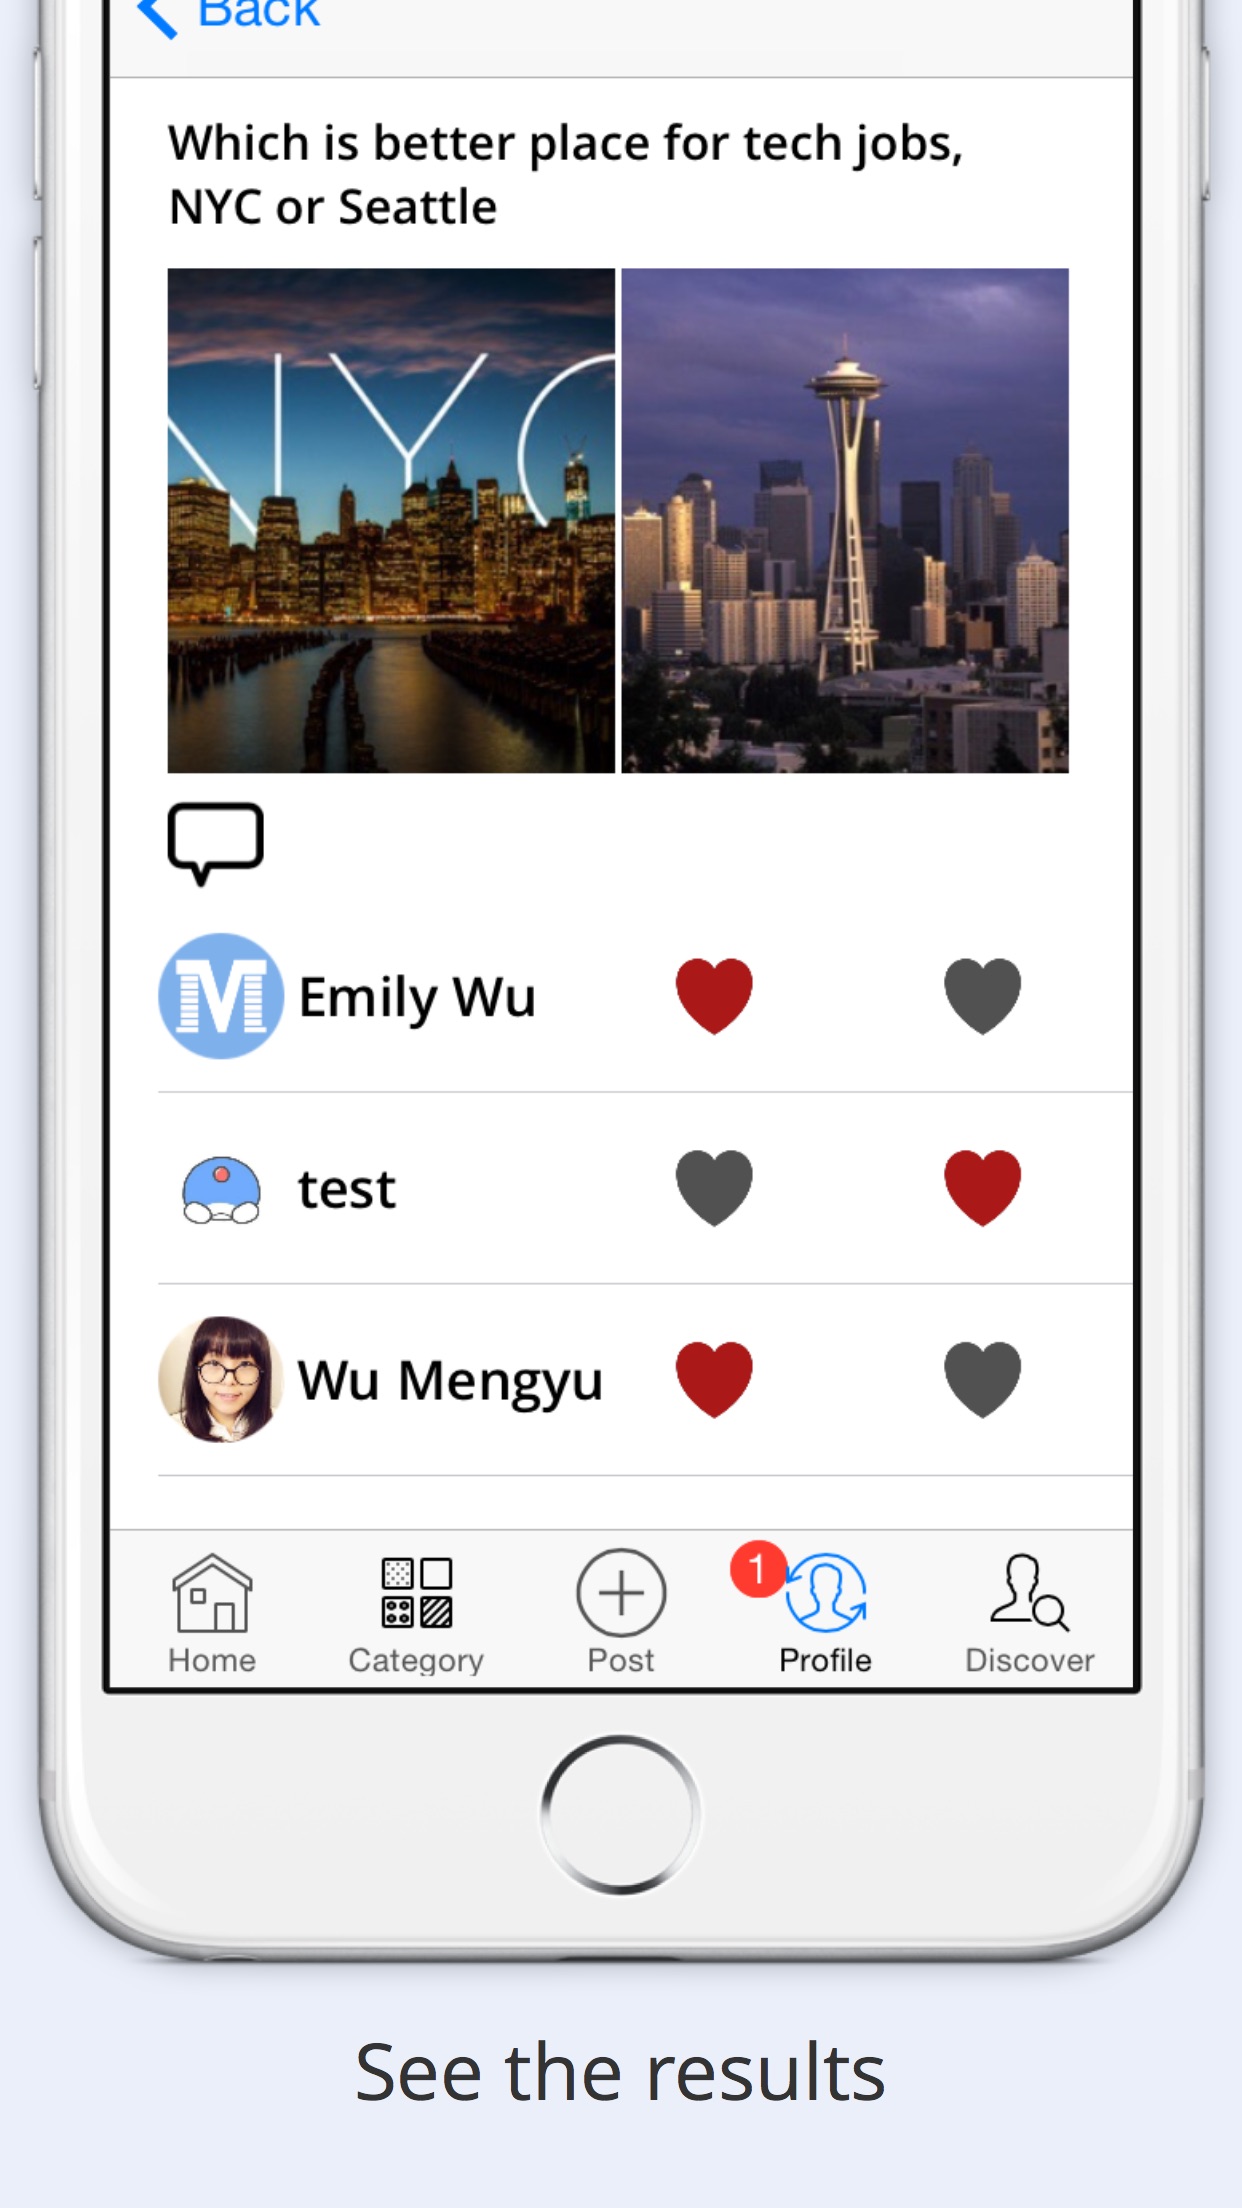 Back
Which is better place for tech jobs,
NYC or Seattle
NYC
M
Emily Wu
test
Wu Mengyu
1
Home
Category
Post
Profile
Discover
See the results